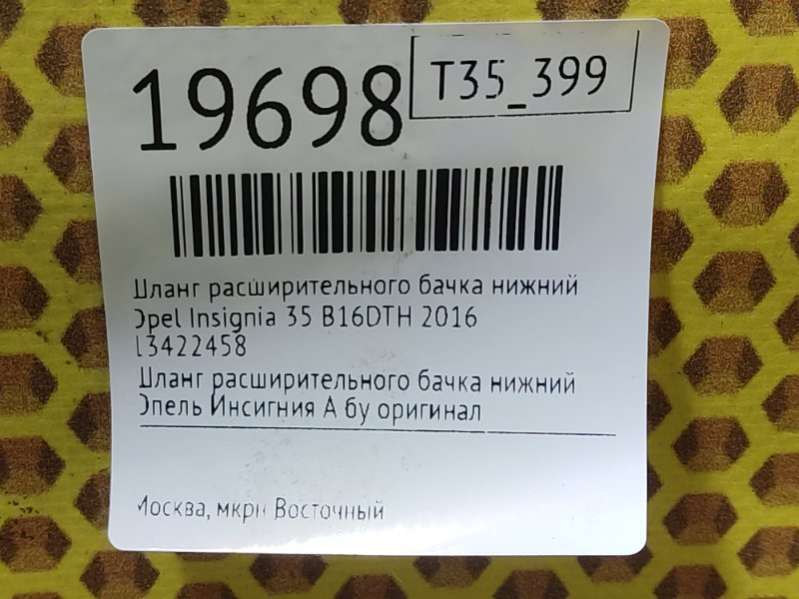 19698
T35_399
Шланг расширительного бачка нижний
Opel Insignia 35 B16DTH 2016
13422458
Шланг расширительного бачка нижний
Опель Инсигния А бу оригинал
Москва, мкрн Восточный